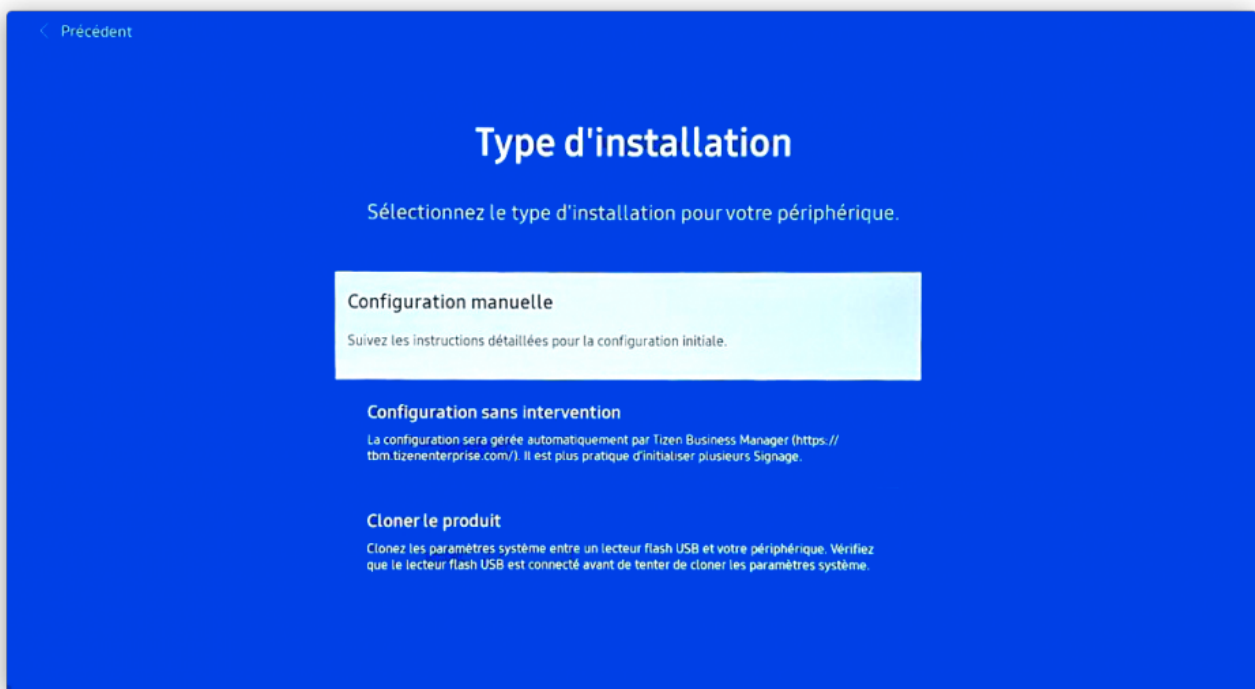 Précédent
Type d'installation
Sélectionnez le type d'installation pour votre périphérique.
Configuration manuelle
Suivez les instructions détaillées pour la configuration initiale.
Configuration sans intervention
La configuration sera gérée automatiquement par Tizen Business Manager (https://
tbm.tizenenterprise.com/). Il est plus pratique d'initialiser plusieurs Signage.
Cloner le produit
Clonez les paramètres système entre un lecteur flash USB et votre périphérique. Vérifiez
que le lecteur flash USB est connecté avant de tenter de cloner les paramètres système.